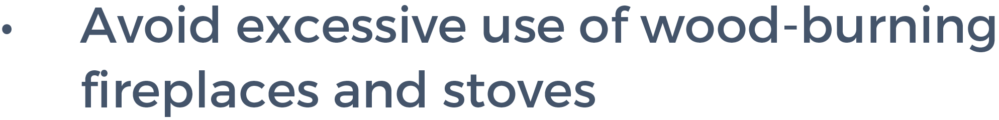 • Avoid excessive use of wood-burning
fireplaces and stoves